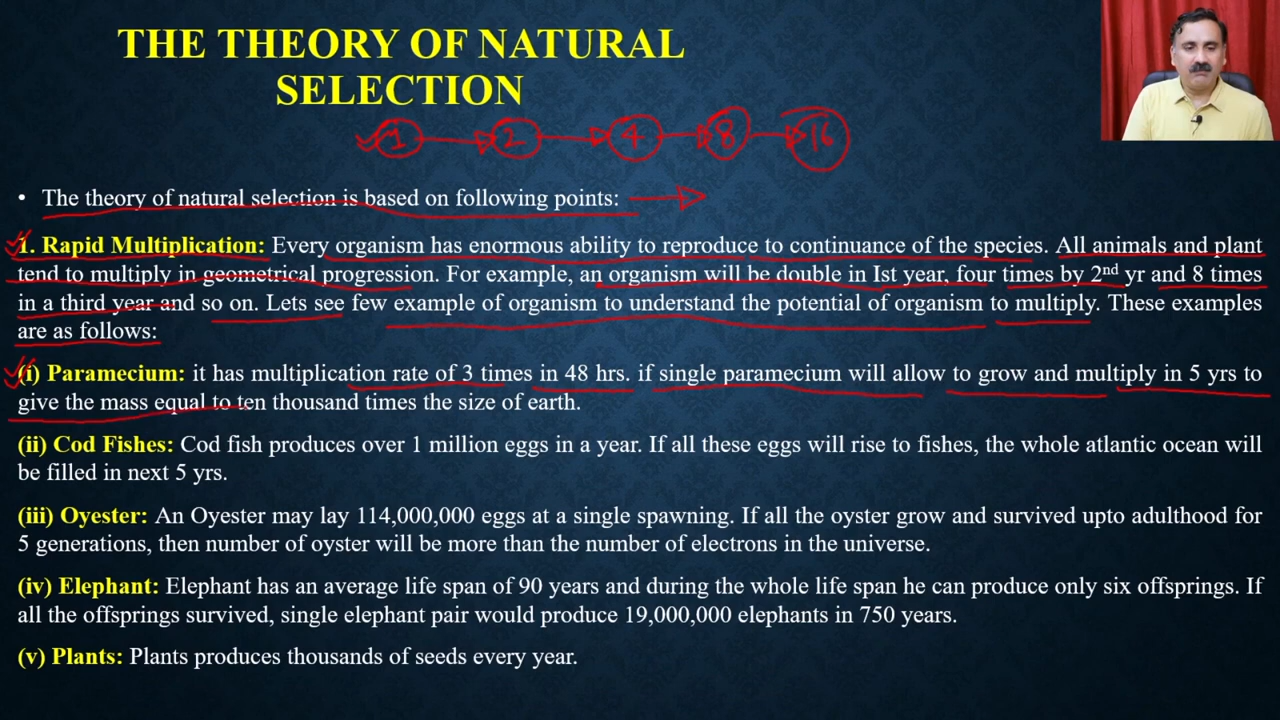 THE THEORY OF NATURAL
SELECTION
1 2 4 8 16
• The theory of natural selection is based on following points:
1. Rapid Multiplication: Every organism has enormous ability to reproduce to continuance of the species. All animals and plant
tend to multiply in geometrical progression. For example, an organism will be double in Ist year, four times by 2nd yr and 8 times
in a third year and so on. Lets see few example of organism to understand the potential of organism to multiply. These examples
are as follows:
(i) Paramecium: it has multiplication rate of 3 times in 48 hrs. if single paramecium will allow to grow and multiply in 5 yrs to
give the mass equal to ten thousand times the size of earth.
(ii) Cod Fishes: Cod fish produces over 1 million eggs in a year. If all these eggs will rise to fishes, the whole atlantic ocean will
be filled in next 5 yrs.
(iii) Oyester: An Oyester may lay 114,000,000 eggs at a single spawning. If all the oyster grow and survived upto adulthood for
5 generations, then number of oyster will be more than the number of electrons in the universe.
(iv) Elephant: Elephant has an average life span of 90 years and during the whole life span he can produce only six offsprings. If
all the offsprings survived, single elephant pair would produce 19,000,000 elephants in 750 years.
(v) Plants: Plants produces thousands of seeds every year.